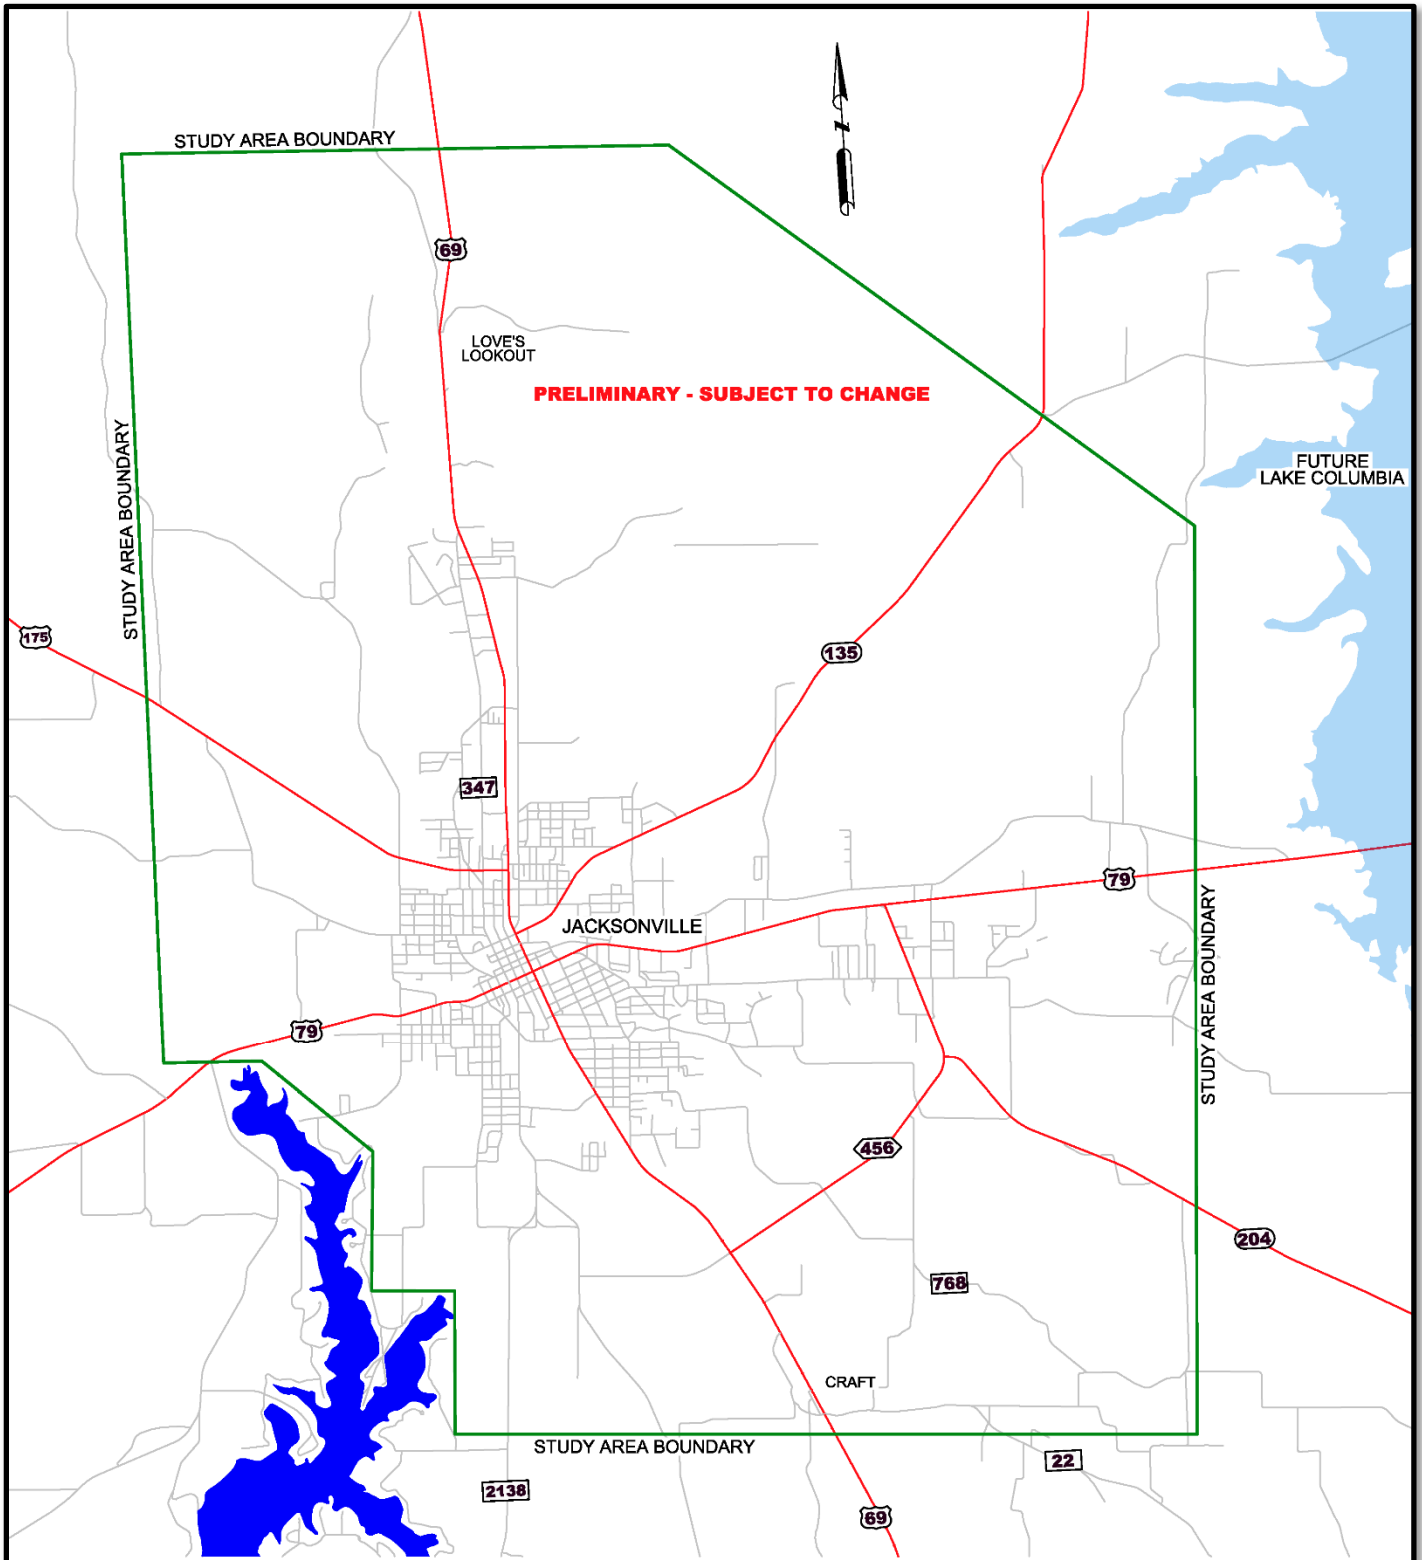 STUDY AREA BOUNDARY
69
LOVE'S
LOOKOUT
PRELIMINARY - SUBJECT TO CHANGE
STUDY AREA BOUNDARY
FUTURE
LAKE COLUMBIA
175
135
347
79
JACKSONVILLE
STUDY AREA BOUNDARY
79
456
204
768
CRAFT
STUDY AREA BOUNDARY
22
2138
69